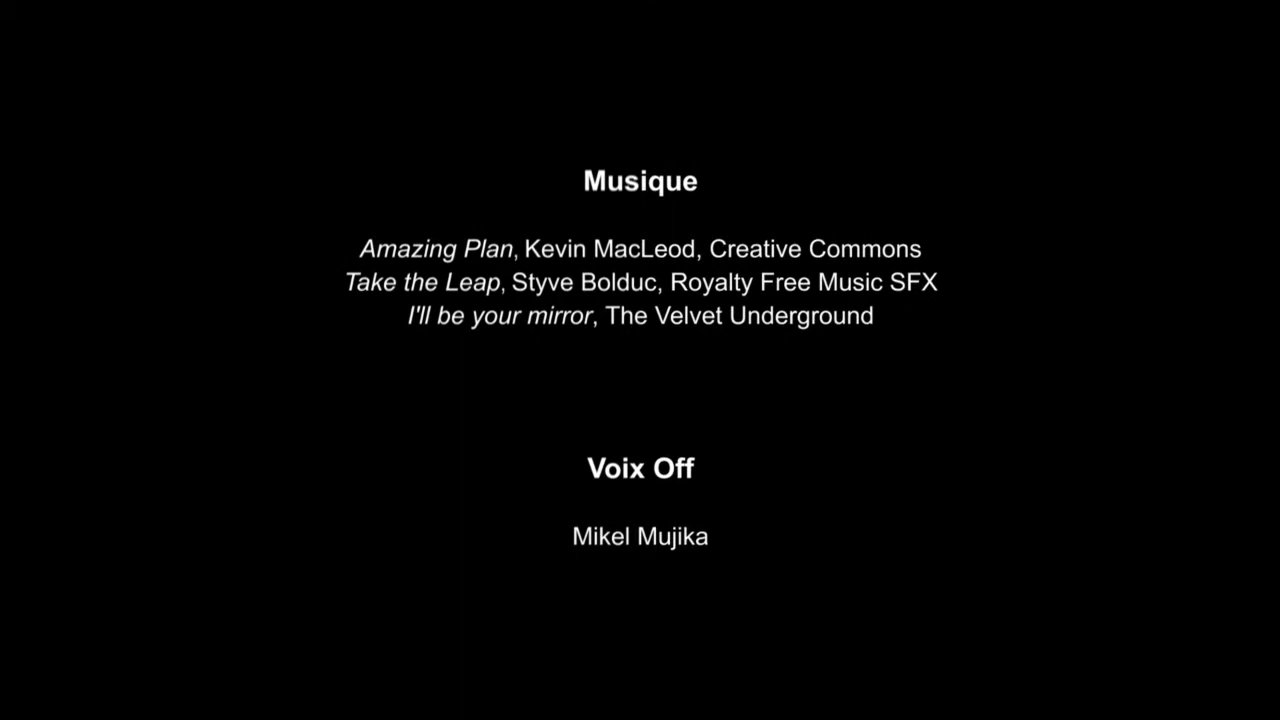 Musique
Amazing Plan, Kevin MacLeod, Creative Commons
Take the Leap, Styve Bolduc, Royalty Free Music SFX
I'll be your mirror, The Velvet Underground
Voix Off
Mikel Mujika